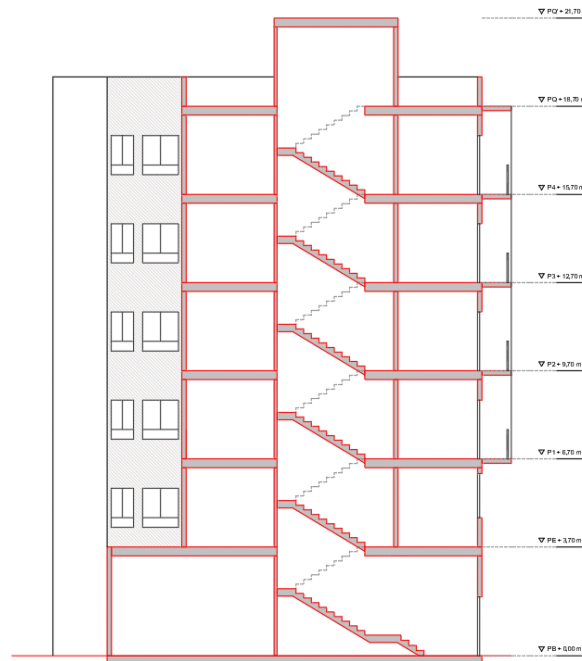 ▽ PQ' + 21,70
▽ PQ + 18,70 m
▽ P4 + 15,70 m
▽ P3 + 12,70 m
▽ P2 + 9,70 m
▽ P1 + 6,70 m
▽ PE + 3,70 m
▽ PB + 0,00 m